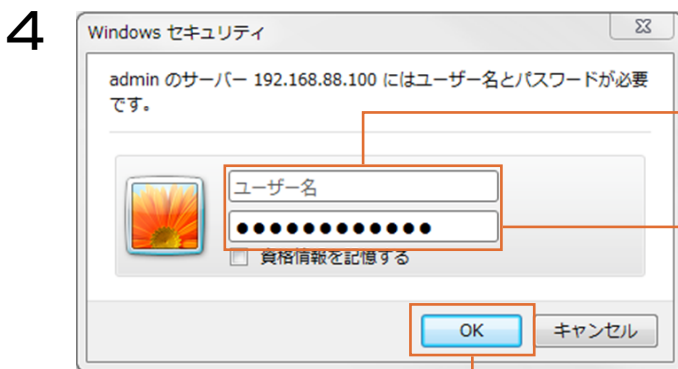 4
Windows セキュリティ
admin のサーバー 192.168.88.100 にはユーザー名とパスワードが必要
です。
ユーザー名
●●●●●●●●●●●●
資格情報を記憶する
OK キャンセル